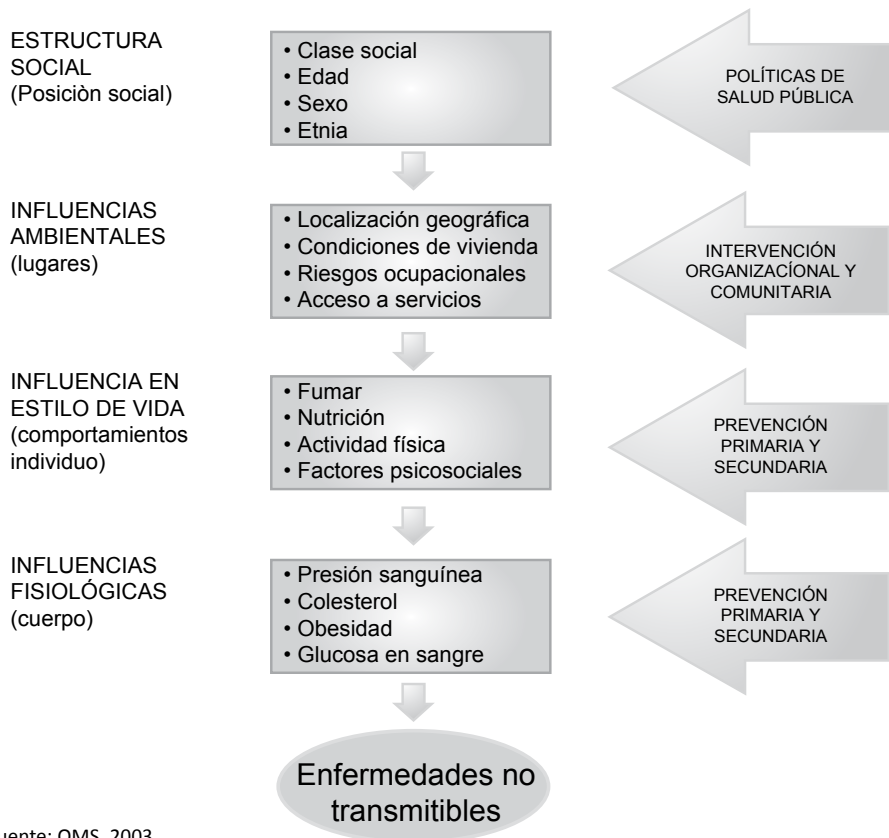 ESTRUCTURA
SOCIAL
(Posiciòn social)
• Clase social
• Edad
• Sexo
• Etnia
POLÍTICAS DE
SALUD PÚBLICA
INFLUENCIAS
AMBIENTALES
(lugares)
• Localización geográfica
• Condiciones de vivienda
• Riesgos ocupacionales
• Acceso a servicios
INTERVENCIÓN
ORGANIZACÍONAL Y
COMUNITARIA
INFLUENCIA EN
ESTILO DE VIDA
(comportamientos
individuo)
• Fumar
• Nutrición
• Actividad física
• Factores psicosociales
PREVENCIÓN
PRIMARIA Y
SECUNDARIA
INFLUENCIAS
FISIOLÓGICAS
(cuerpo)
• Presión sanguínea
• Colesterol
• Obesidad
• Glucosa en sangre
PREVENCIÓN
PRIMARIA Y
SECUNDARIA
Enfermedades no
transmitibles
uente: OMS, 2003